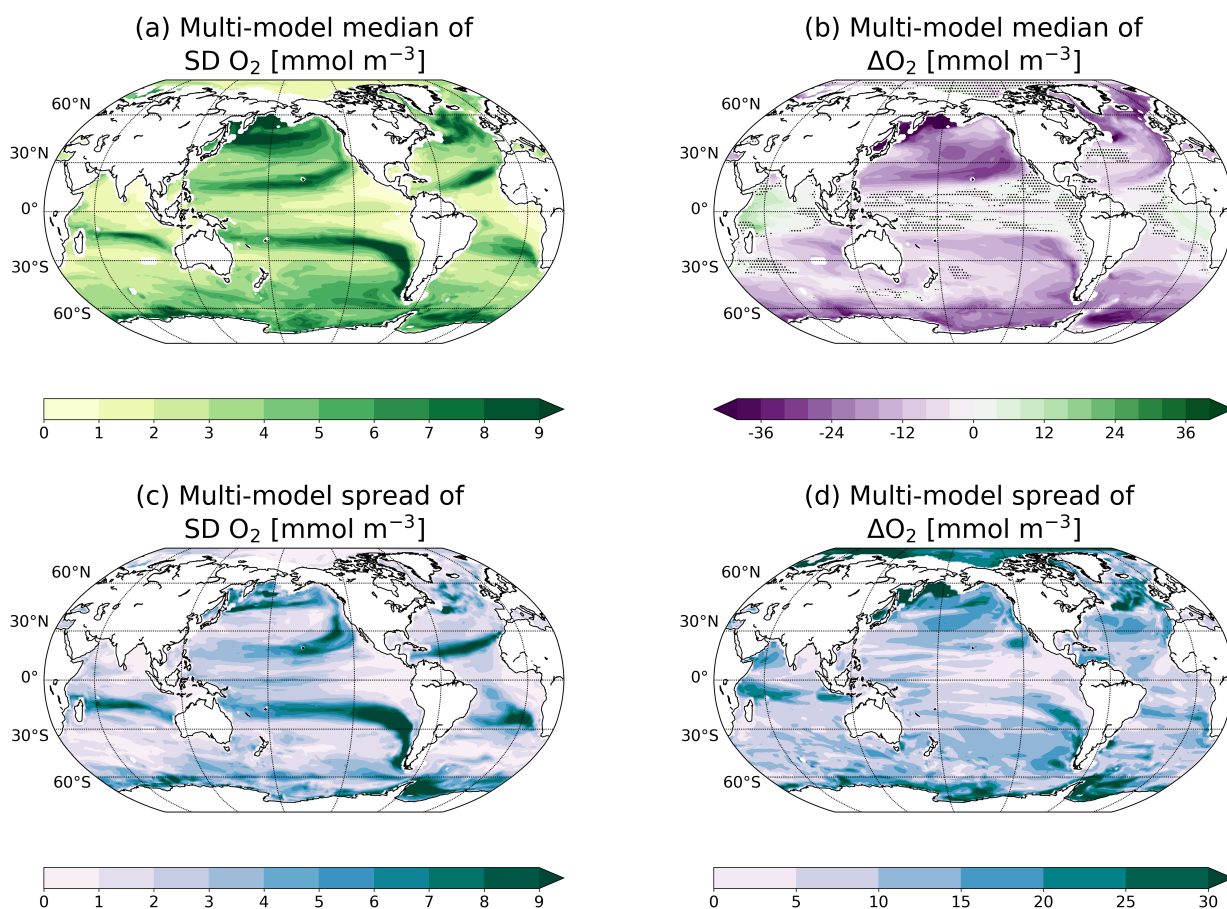 (a) Multi-model median of
SD O₂ [mmol m⁻³]
60°N
30°N
0°
30°S
60°S
0 1 2 3 4 5 6 7 8 9
(b) Multi-model median of
ΔO₂ [mmol m⁻³]
60°N
30°N
0°
30°S
60°S
-36 -24 -12 0 12 24 36
(c) Multi-model spread of
SD O₂ [mmol m⁻³]
60°N
30°N
0°
30°S
60°S
0 1 2 3 4 5 6 7 8 9
(d) Multi-model spread of
ΔO₂ [mmol m⁻³]
60°N
30°N
0°
30°S
60°S
0 5 10 15 20 25 30